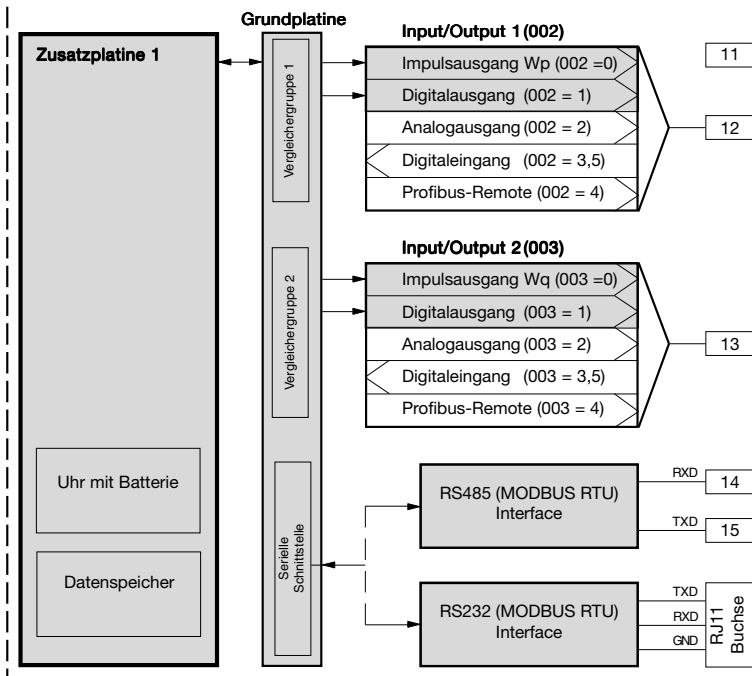 Grundplatine
Zusatzplatine 1
Uhr mit Batterie
Datenspeicher
Vergleichergruppe 1
Vergleichergruppe 2
Serielle
Schnittstelle
Input/Output 1 (002)
Impulsausgang Wp (002 =0)
Digitalausgang (002 = 1)
Analogausgang (002 = 2)
Digitaleingang (002 = 3,5)
Profibus-Remote (002 = 4)
11
12
Input/Output 2 (003)
Impulsausgang Wq (003 =0)
Digitalausgang (003 = 1)
Analogausgang (003 = 2)
Digitaleingang (003 = 3,5)
Profibus-Remote (003 = 4)
13
RS485 (MODBUS RTU)
Interface
RXD
14
TXD
15
RS232 (MODBUS RTU)
Interface
TXD
RXD
GND
RJ11
Buchse